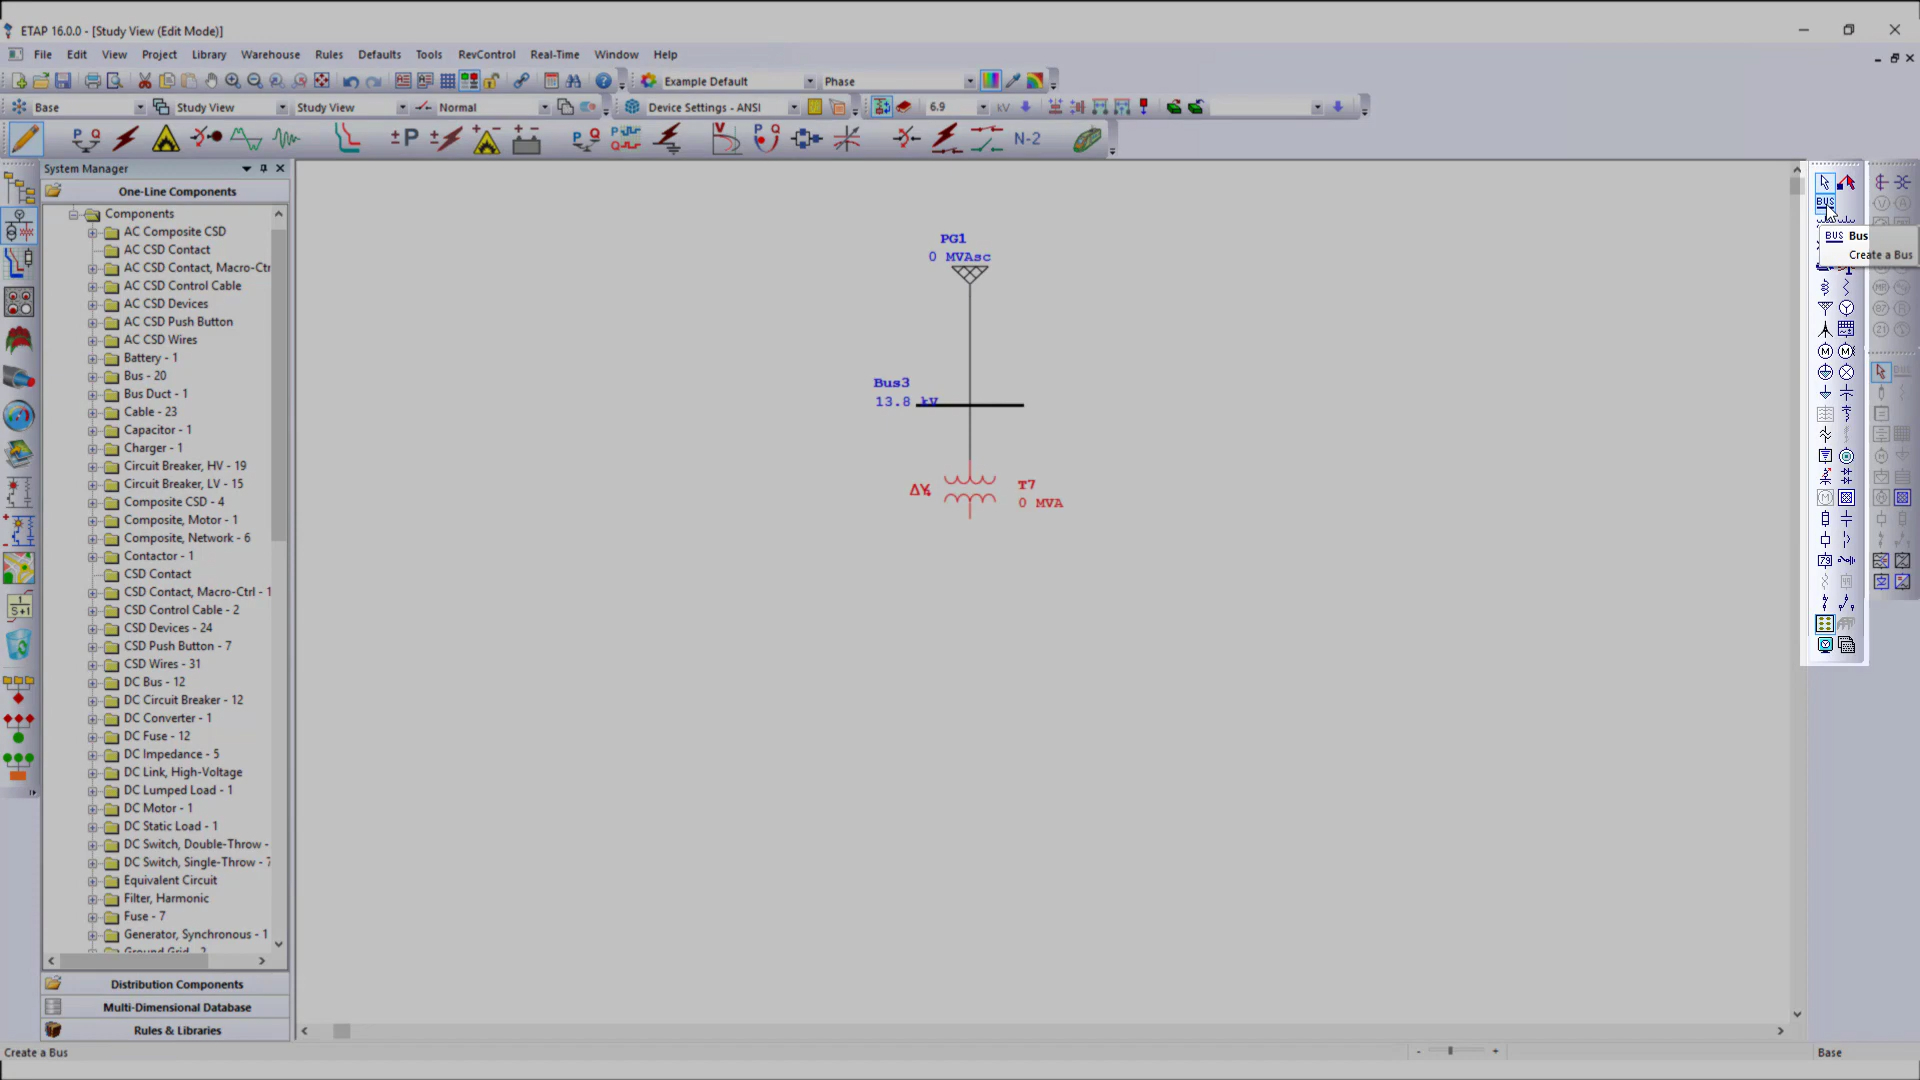 ETAP 16.0.0 - [Study View (Edit Mode)]
File Edit View Project Library Warehouse Rules Defaults Tools RevControl Real-Time Window Help
Example Default Phase
Base Study View Study View Normal Device Settings - ANSI 6.9 kV
N-2
System Manager
One-Line Components
Components
AC Composite CSD
AC CSD Contact
AC CSD Contact, Macro-Ctr
AC CSD Control Cable
AC CSD Devices
AC CSD Push Button
AC CSD Wires
Battery - 1
Bus - 20
Bus Duct - 1
Cable - 23
Capacitor - 1
Charger - 1
Circuit Breaker, HV - 19
Circuit Breaker, LV - 15
Composite CSD - 4
Composite, Motor - 1
Composite, Network - 6
Contactor - 1
CSD Contact
CSD Contact, Macro-Ctrl - 1
CSD Control Cable - 2
CSD Devices - 24
CSD Push Button - 7
CSD Wires - 31
DC Bus - 12
DC Circuit Breaker - 12
DC Converter - 1
DC Fuse - 12
DC Impedance - 5
DC Link, High-Voltage
DC Lumped Load - 1
DC Motor - 1
DC Static Load - 1
DC Switch, Double-Throw -
DC Switch, Single-Throw - 7
Equivalent Circuit
Filter, Harmonic
Fuse - 7
Generator, Synchronous - 1
Ground Grid - 2
Distribution Components
Multi-Dimensional Database
Rules & Libraries
PG1
0 MVAsc
Bus3
13.8 kV
T7
0 MVA
BUS
BUS Bus
Create a Bus
Create a Bus
Base